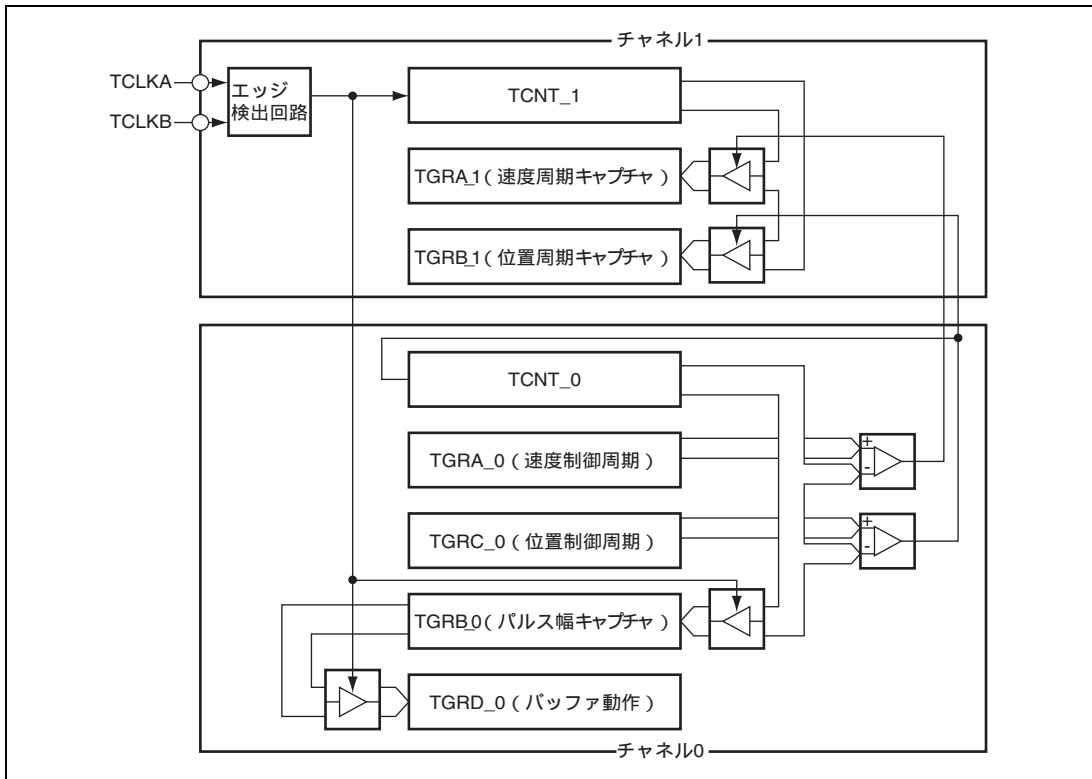 チャネル1
TCLKA
TCLKB
エッジ
検出回路
TCNT_1
TGRA_1（速度周期キャプチャ）
TGRB_1（位置周期キャプチャ）
TCNT_0
TGRA_0（速度制御周期）
+
-
TGRC_0（位置制御周期）
+
-
TGRB_0（パルス幅キャプチャ）
TGRD_0（バッファ動作）
チャネル0